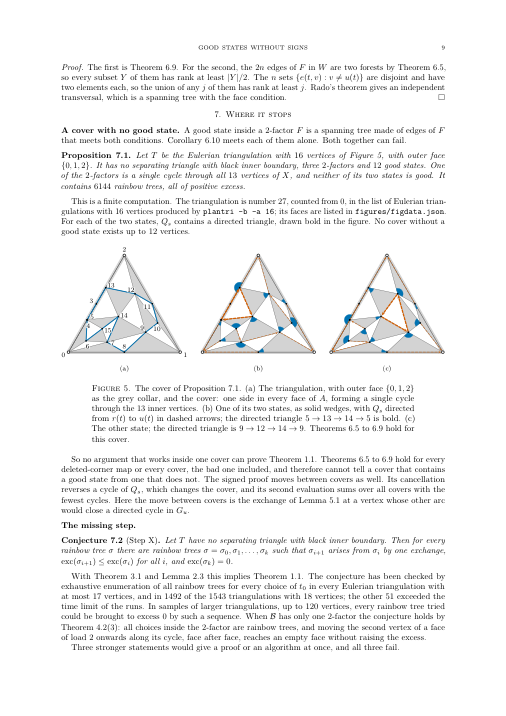 GOOD STATES WITHOUT SIGNS 9
Proof. The first is Theorem 6.9. For the second, the 2n edges of F in W are two forests by Theorem 6.5,
so every subset Y of them has rank at least |Y|/2. The n sets {e(t, v) : v ≠ u(t)} are disjoint and have
two elements each, so the union of any j of them has rank at least j. Rado's theorem gives an independent
transversal, which is a spanning tree with the face condition. □
7. Where it stops
A cover with no good state. A good state inside a 2-factor F is a spanning tree made of edges of F
that meets both conditions. Corollary 6.10 meets each of them alone. Both together can fail.
Proposition 7.1. Let T be the Eulerian triangulation with 16 vertices of Figure 5, with outer face
{0, 1, 2}. It has no separating triangle with black inner boundary, three 2-factors and 12 good states. One
of the 2-factors is a single cycle through all 13 vertices of X, and neither of its two states is good. It
contains 6144 rainbow trees, all of positive excess.
This is a finite computation. The triangulation is number 27, counted from 0, in the list of Eulerian trian-
gulations with 16 vertices produced by plantri -b -a 16; its faces are listed in figures/figdata.json.
For each of the two states, Qs contains a directed triangle, drawn bold in the figure. No cover without a
good state exists up to 12 vertices.
2
13
12
3
11
14
5
4
15
9
10
6
7
8
0
1
(a) (b) (c)
Figure 5. The cover of Proposition 7.1. (a) The triangulation, with outer face {0, 1, 2}
as the grey collar, and the cover: one side in every face of A, forming a single cycle
through the 13 inner vertices. (b) One of its two states, as solid wedges, with Qs directed
from r(t) to u(t) in dashed arrows; the directed triangle 5 → 13 → 14 → 5 is bold. (c)
The other state; the directed triangle is 9 → 12 → 14 → 9. Theorems 6.5 to 6.9 hold for
this cover.
So no argument that works inside one cover can prove Theorem 1.1. Theorems 6.5 to 6.9 hold for every
deleted-corner map or every cover, the bad one included, and therefore cannot tell a cover that contains
a good state from one that does not. The signed proof moves between covers as well. Its cancellation
reverses a cycle of Qs, which changes the cover, and its second evaluation sums over all covers with the
fewest cycles. Here the move between covers is the exchange of Lemma 5.1 at a vertex whose other arc
would close a directed cycle in Gu.
The missing step.
Conjecture 7.2 (Step X). Let T have no separating triangle with black inner boundary. Then for every
rainbow tree σ there are rainbow trees σ = σ0, σ1, . . . , σk such that σi+1 arises from σi by one exchange,
exc(σi+1) ≤ exc(σi) for all i, and exc(σk) = 0.
With Theorem 3.1 and Lemma 2.3 this implies Theorem 1.1. The conjecture has been checked by
exhaustive enumeration of all rainbow trees for every choice of t0 in every Eulerian triangulation with
at most 17 vertices, and in 1492 of the 1543 triangulations with 18 vertices; the other 51 exceeded the
time limit of the runs. In samples of larger triangulations, up to 120 vertices, every rainbow tree tried
could be brought to excess 0 by such a sequence. When B has only one 2-factor the conjecture holds by
Theorem 4.2(3): all choices inside the 2-factor are rainbow trees, and moving the second vertex of a face
of load 2 onwards along its cycle, face after face, reaches an empty face without raising the excess.
Three stronger statements would give a proof or an algorithm at once, and all three fail.